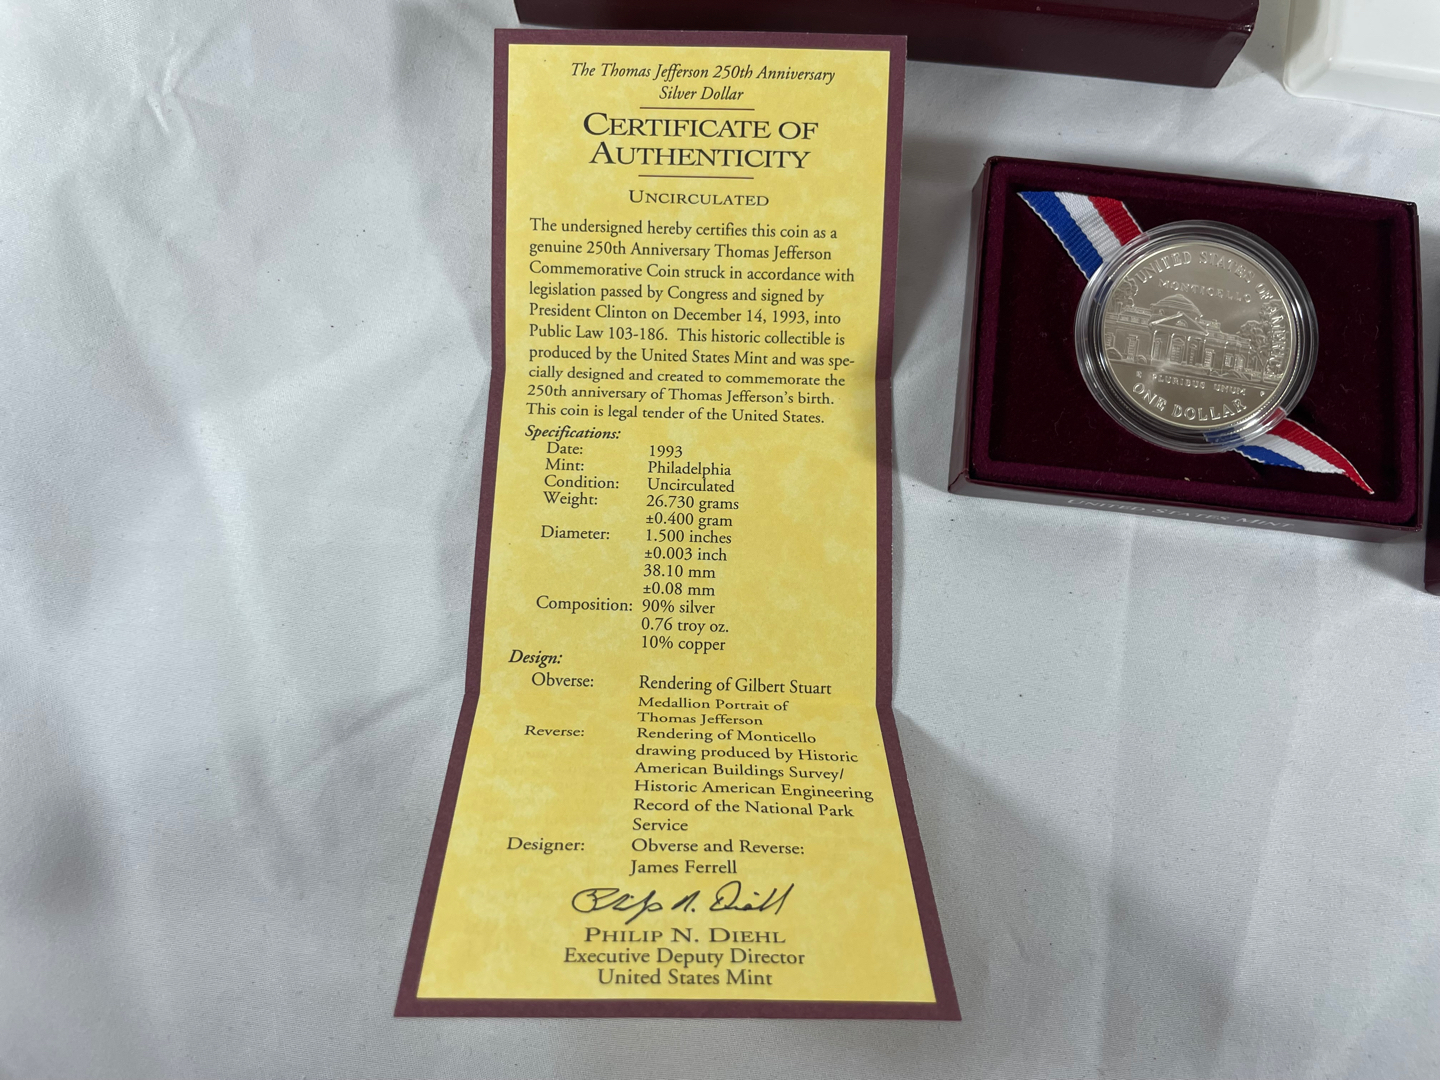 The Thomas Jefferson 250th Anniversary
Silver Dollar
CERTIFICATE OF
AUTHENTICITY
UNCIRCULATED
The undersigned hereby certifies this coin as a
genuine 250th Anniversary Thomas Jefferson
Commemorative Coin struck in accordance with
legislation passed by Congress and signed by
President Clinton on December 14, 1993, into
Public Law 103-186. This historic collectible is
produced by the United States Mint and was spe-
cially designed and created to commemorate the
250th anniversary of Thomas Jefferson's birth.
This coin is legal tender of the United States.
Specifications:
Date: 1993
Mint: Philadelphia
Condition: Uncirculated
Weight: 26.730 grams
±0.400 gram
Diameter: 1.500 inches
±0.003 inch
38.10 mm
±0.08 mm
Composition: 90% silver
0.76 troy oz.
10% copper
Design:
Obverse: Rendering of Gilbert Stuart
Medallion Portrait of
Thomas Jefferson
Reverse: Rendering of Monticello
drawing produced by Historic
American Buildings Survey/
Historic American Engineering
Record of the National Park
Service
Designer: Obverse and Reverse:
James Ferrell
Philip N. Diehl
PHILIP N. DIEHL
Executive Deputy Director
United States Mint
UNITED STATES OF AMERICA
MONTICELLO
E PLURIBUS UNUM
ONE DOLLAR
UNITED STATES MINT